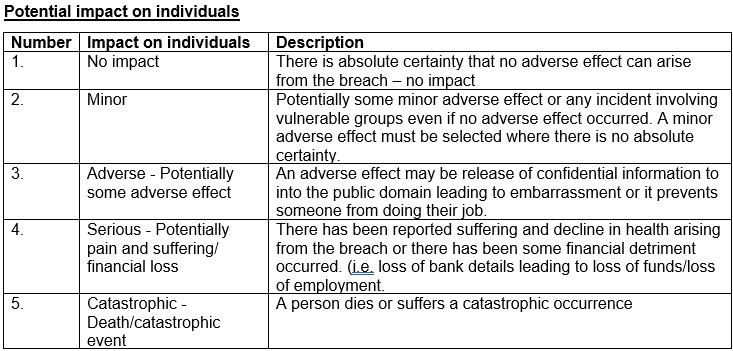 Potential impact on individuals
Number Impact on individuals Description
1. No impact There is absolute certainty that no adverse effect can arise
from the breach – no impact
2. Minor Potentially some minor adverse effect or any incident involving
vulnerable groups even if no adverse effect occurred. A minor
adverse effect must be selected where there is no absolute
certainty.
3. Adverse - Potentially An adverse effect may be release of confidential information to
some adverse effect into the public domain leading to embarrassment or it prevents
someone from doing their job.
4. Serious - Potentially There has been reported suffering and decline in health arising
pain and suffering/ from the breach or there has been some financial detriment
financial loss occurred. (i.e. loss of bank details leading to loss of funds/loss
of employment.
5. Catastrophic - A person dies or suffers a catastrophic occurrence
Death/catastrophic
event